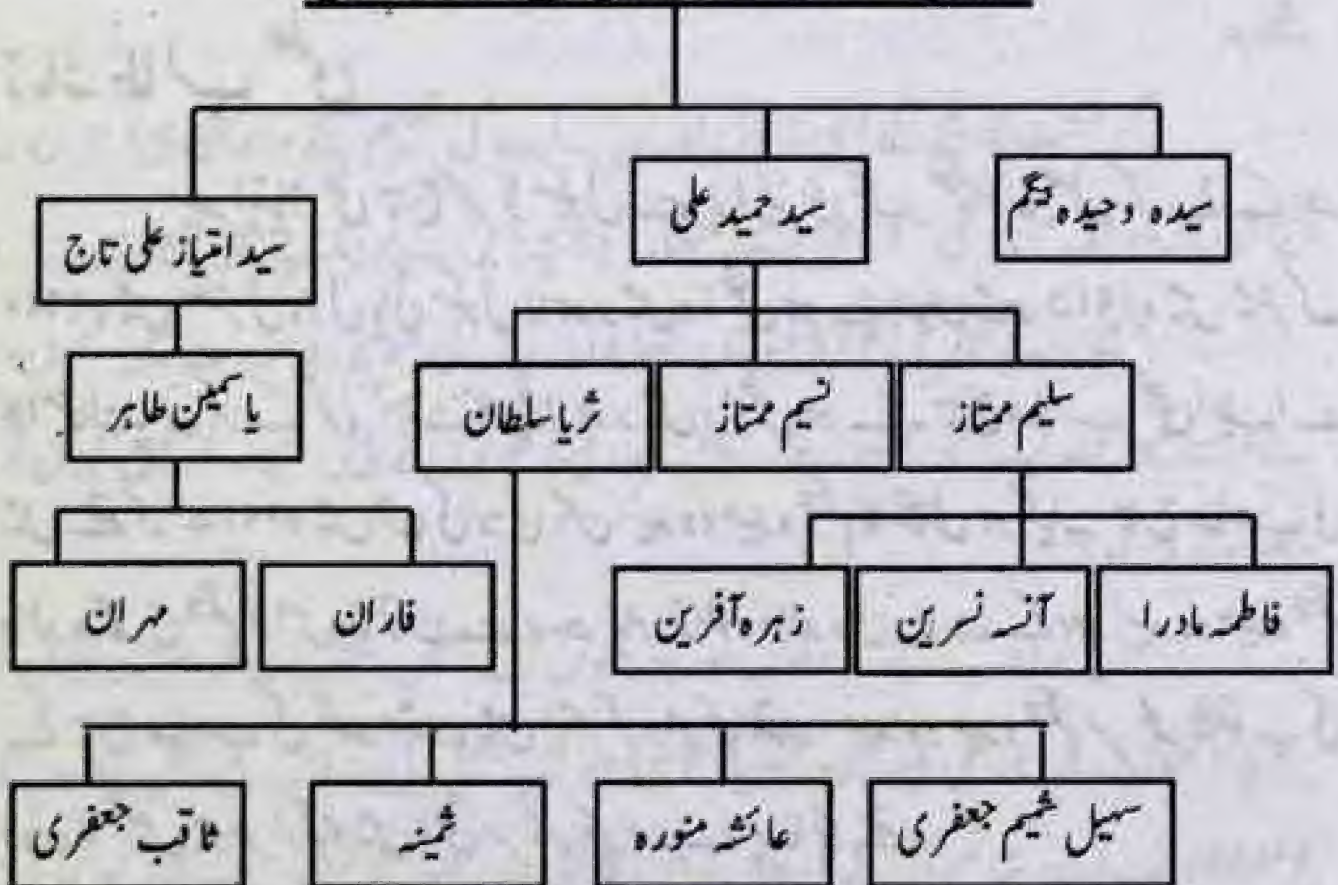 سیدہ وحیدہ بیگم
سید حمید علی
سید امتیاز علی تاج
سلیم ممتاز
نسیم ممتاز
ثریا سلطان
یاسمین طاہر
فاطمہ مادرا
آنسہ نسرین
زہرہ آفرین
فاران
مہران
سہیل شمیم جعفری
عائشہ منورہ
ثمینہ
ثاقب جعفری